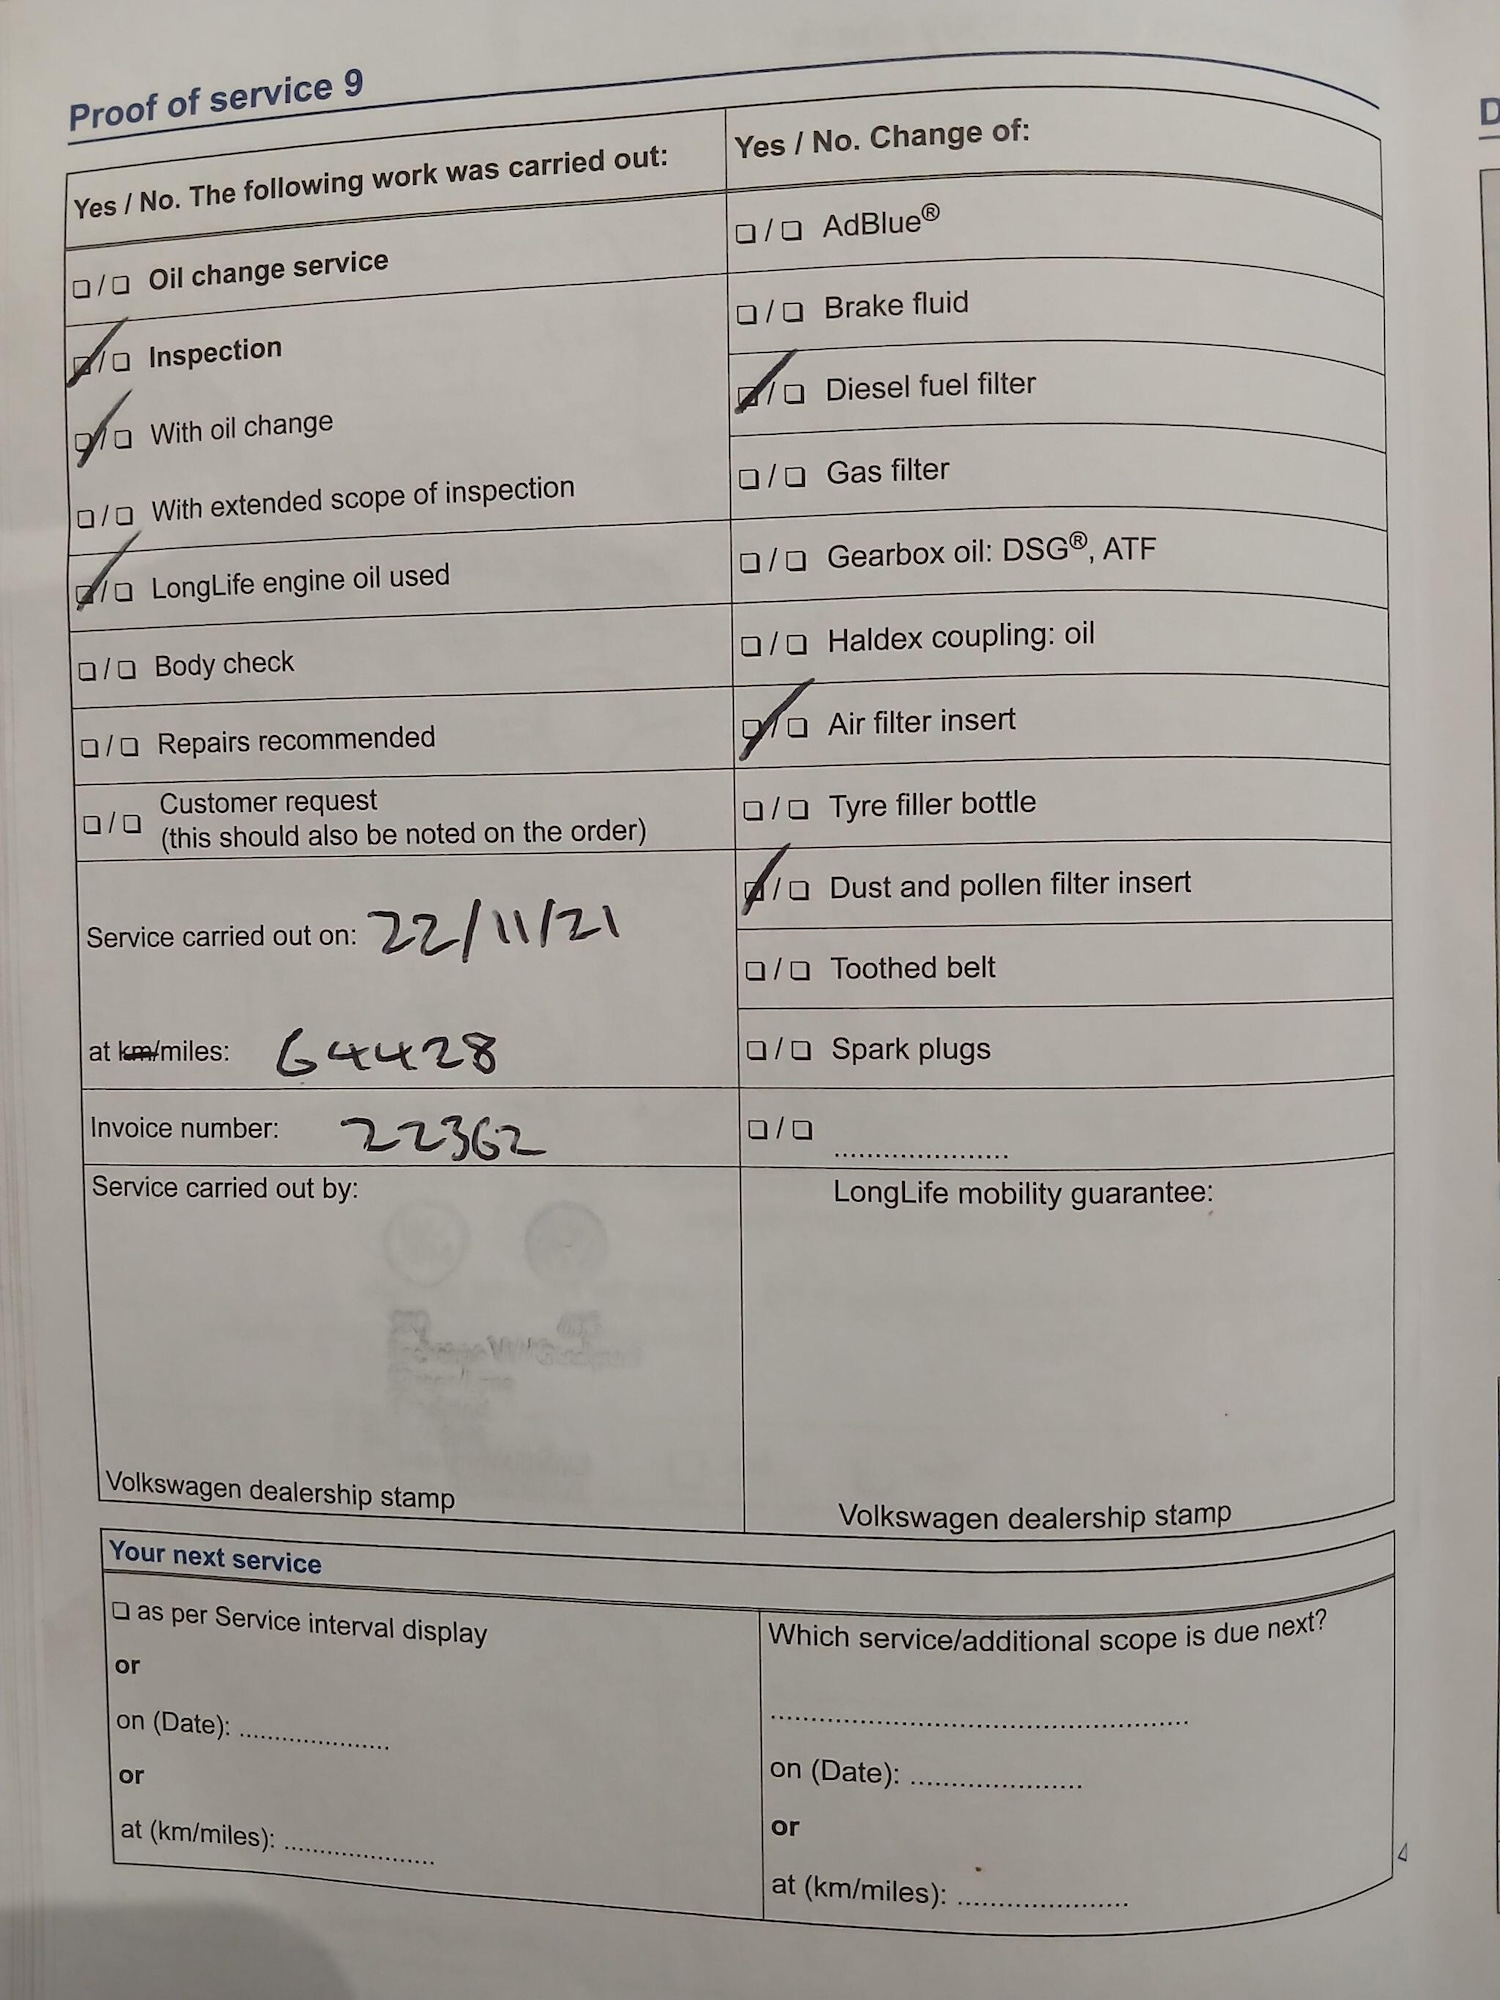 Proof of service 9
Yes / No. The following work was carried out:
❑ / ❑ Oil change service
❑ / ❑ Inspection
❑ / ❑ With oil change
❑ / ❑ With extended scope of inspection
❑ / ❑ LongLife engine oil used
❑ / ❑ Body check
❑ / ❑ Repairs recommended
❑ / ❑ Customer request
(this should also be noted on the order)
Service carried out on: 22/11/21
at km/miles: 64428
Invoice number: 22362
Service carried out by:
Volkswagen dealership stamp
Yes / No. Change of:
❑ / ❑ AdBlue®
❑ / ❑ Brake fluid
❑ / ❑ Diesel fuel filter
❑ / ❑ Gas filter
❑ / ❑ Gearbox oil: DSG®, ATF
❑ / ❑ Haldex coupling: oil
❑ / ❑ Air filter insert
❑ / ❑ Tyre filler bottle
❑ / ❑ Dust and pollen filter insert
❑ / ❑ Toothed belt
❑ / ❑ Spark plugs
❑ / ❑ .....................
LongLife mobility guarantee:
Volkswagen dealership stamp
Your next service
❑ as per Service interval display
or
on (Date): .....................
or
at (km/miles): .....................
Which service/additional scope is due next?
..................................................
on (Date): .....................
or
at (km/miles): .....................
D